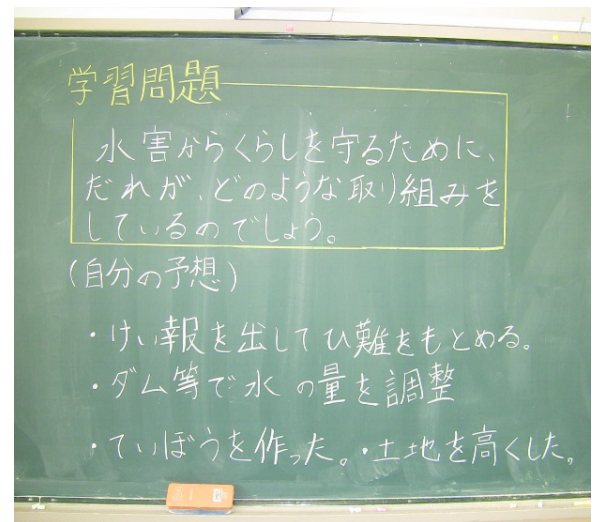 学習問題
水害からくらしを守るために、
だれが、どのような取り組みを
しているのでしょう。
(自分の予想)
・けい報を出してひ難をもとめる。
・ダム等で水の量を調整
・ていぼうを作った。・土地を高くした。